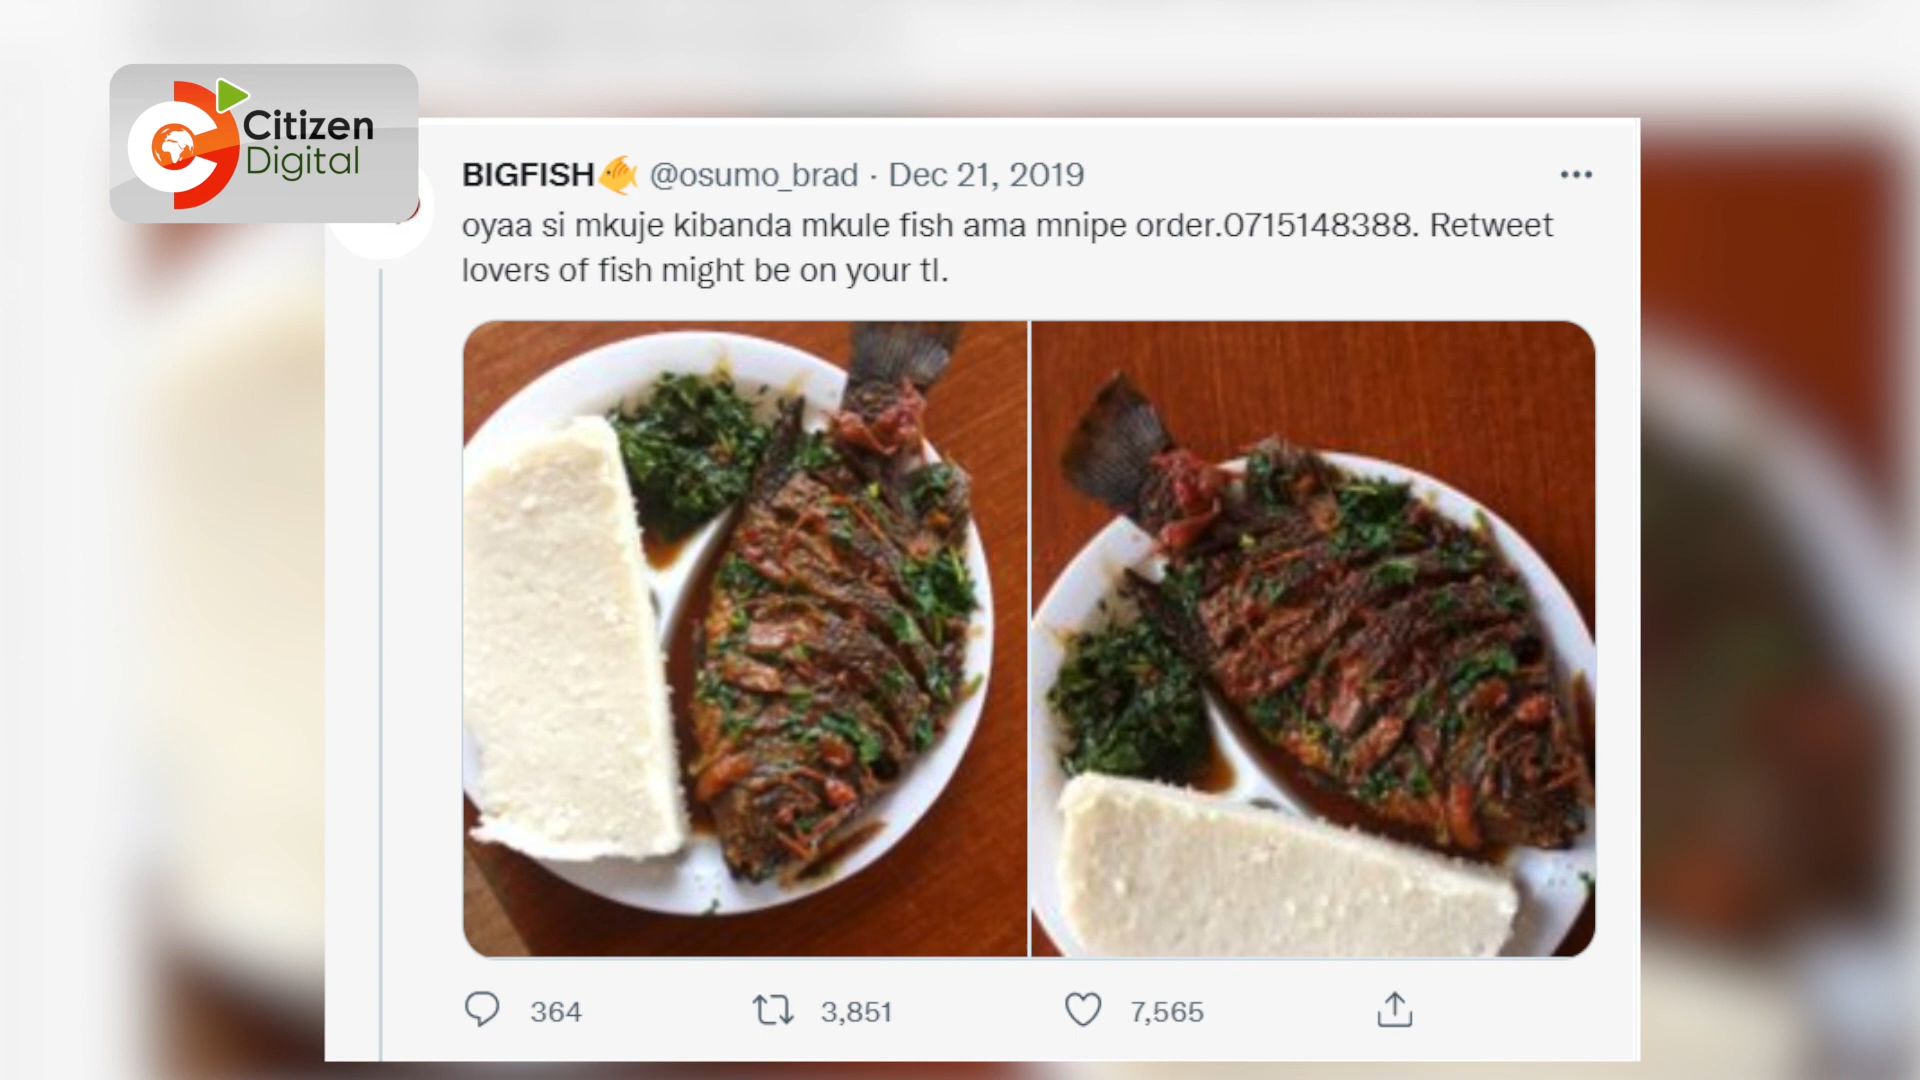 Citizen
Digital
BIGFISH🐠 @osumo_brad · Dec 21, 2019
oyaa si mkuje kibanda mkule fish ama mnipe order.0715148388. Retweet
lovers of fish might be on your tl.
364 3,851 7,565